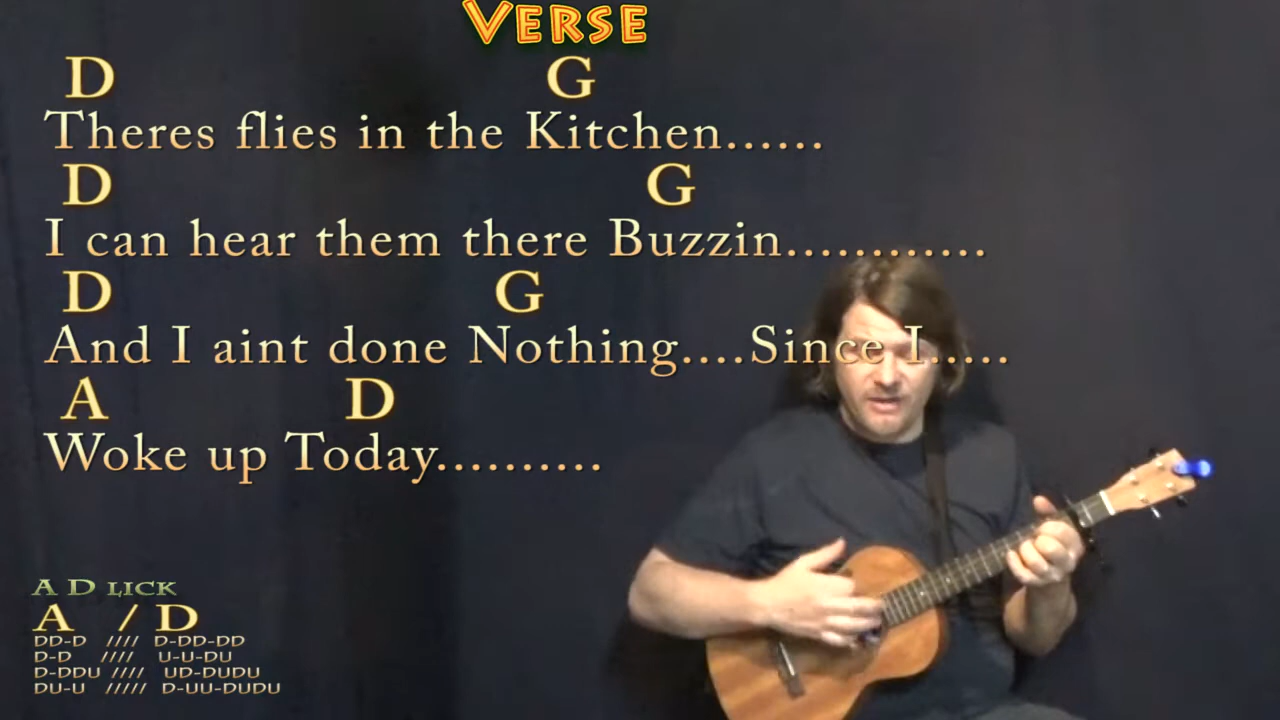 VERSE
D G
Theres flies in the Kitchen......
D G
I can hear them there Buzzin............
D G
And I aint done Nothing....Since I.....
A D
Woke up Today..........
A D LICK
A / D
DD-D //// D-DD-DD
D-D //// U-U-DU
D-DDU //// UD-DUDU
DU-U ///// D-UU-DUDU